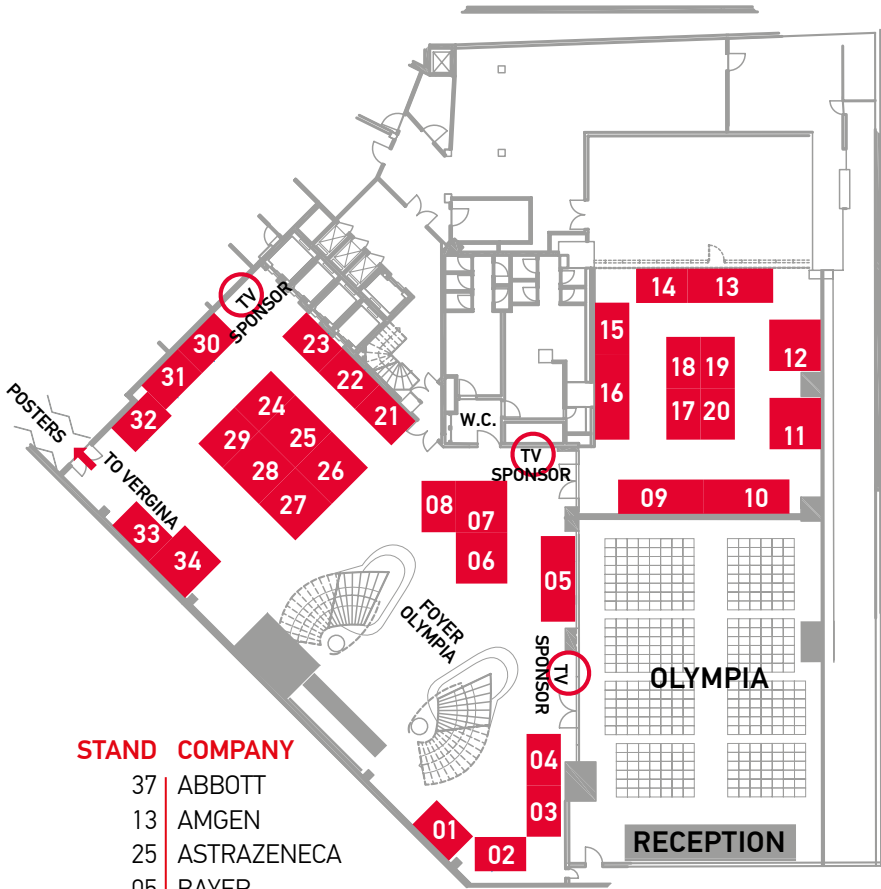 14
13
TV
SPONSOR
15
12
30
23
18
19
31
22
16
POSTERS
32
24
21
W.C.
17
20
11
29
25
TV
SPONSOR
TO VERGINA
28
26
27
08
07
09
10
33
34
06
05
FOYER
OLYMPIA
SPONSOR
TV
OLYMPIA
STAND COMPANY
04
37 ABBOTT
03
13 AMGEN
01
02
RECEPTION
25 ASTRAZENECA
05 BAYER